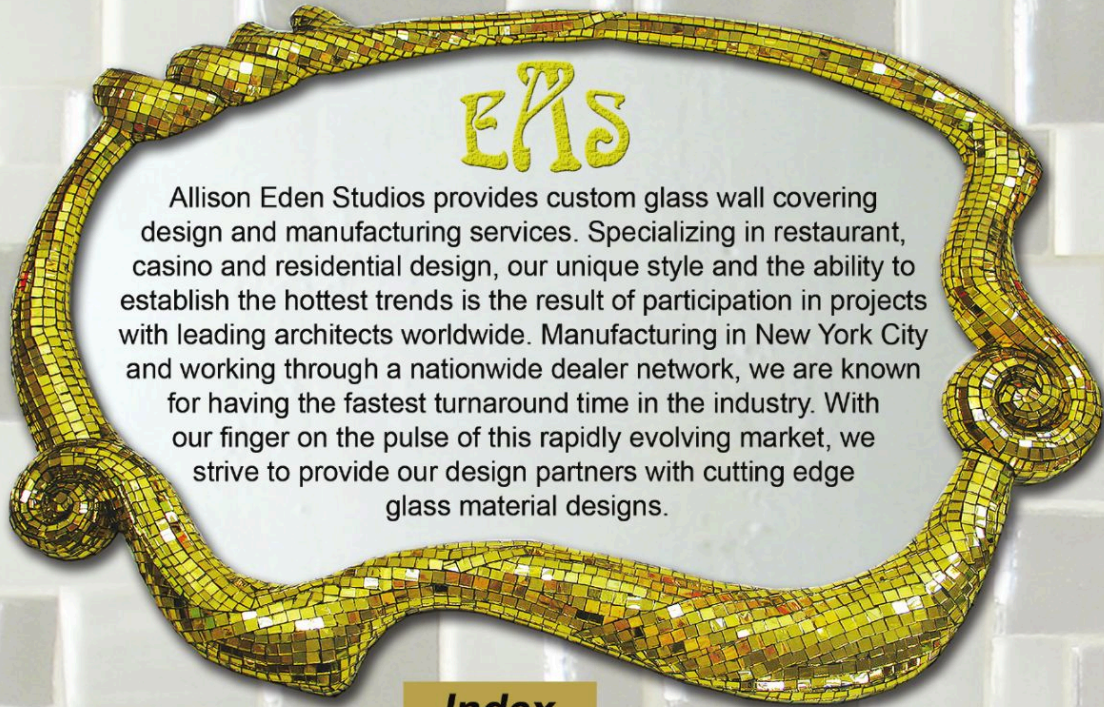 EAS
Allison Eden Studios provides custom glass wall covering
design and manufacturing services. Specializing in restaurant,
casino and residential design, our unique style and the ability to
establish the hottest trends is the result of participation in projects
with leading architects worldwide. Manufacturing in New York City
and working through a nationwide dealer network, we are known
for having the fastest turnaround time in the industry. With
our finger on the pulse of this rapidly evolving market, we
strive to provide our design partners with cutting edge
glass material designs.
Index